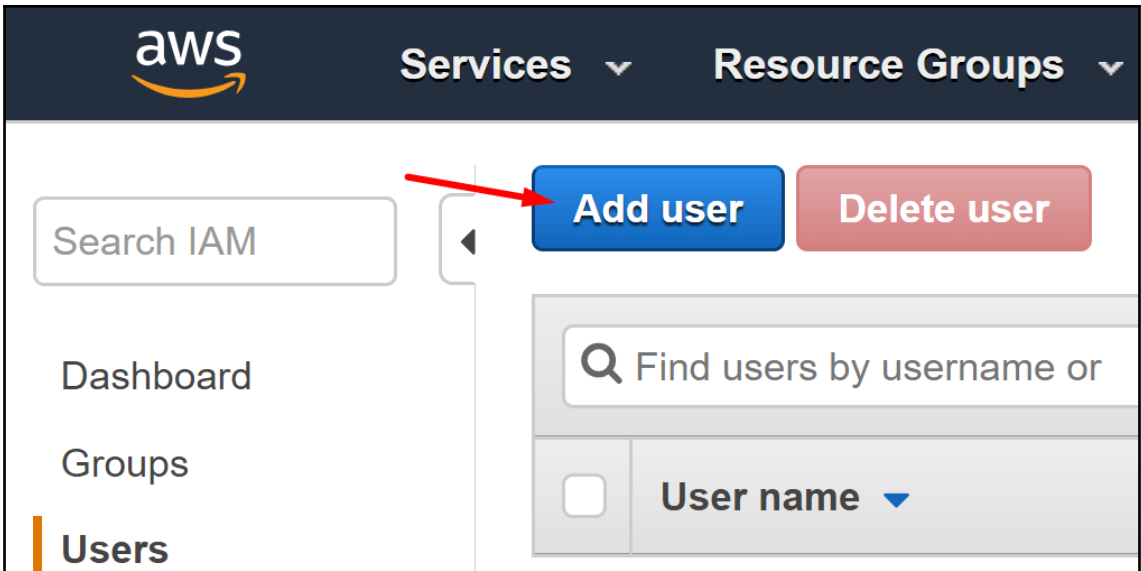 aws
Services
Resource Groups
Add user
Delete user
Search IAM
Find users by username or
Dashboard
Groups
User name
Users